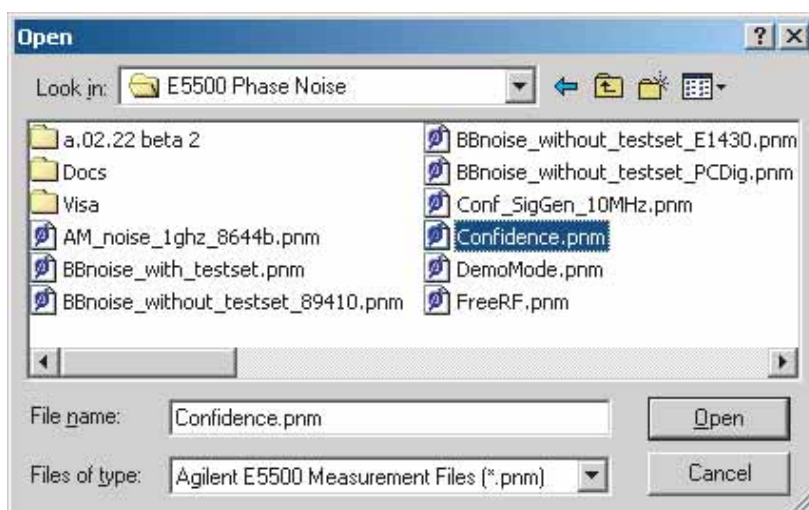 Open
Look in: E5500 Phase Noise
a.02.22 beta 2
Docs
Visa
AM_noise_1ghz_8644b.pnm
BBnoise_with_testset.pnm
BBnoise_without_testset_89410.pnm
BBnoise_without_testset_E1430.pnm
BBnoise_without_testset_PCDig.pnm
Conf_SigGen_10MHz.pnm
Confidence.pnm
DemoMode.pnm
FreeRF.pnm
File name: Confidence.pnm
Open
Files of type: Agilent E5500 Measurement Files (*.pnm)
Cancel